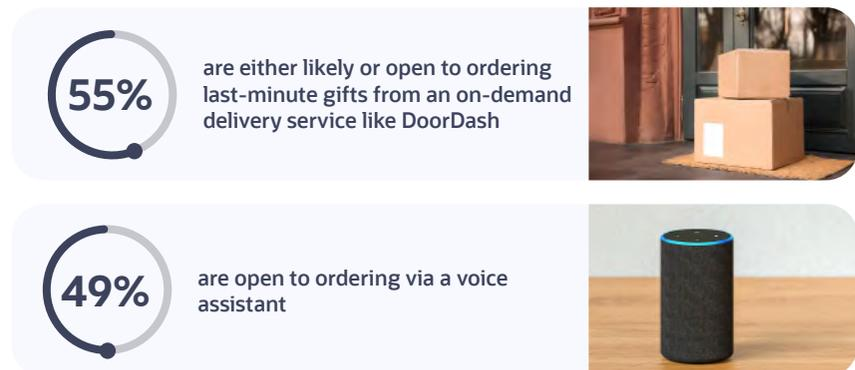 55%
are either likely or open to ordering
last-minute gifts from an on-demand
delivery service like DoorDash
49%
are open to ordering via a voice
assistant